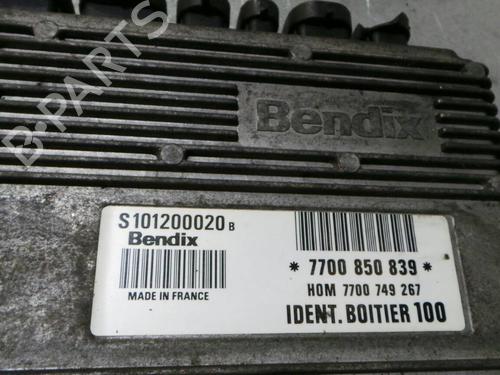 B-PARTS
Bendix
S101200020 B
Bendix
MADE IN FRANCE
* 7700 850 839 *
HOM 7700 749 267
IDENT. BOITIER 100